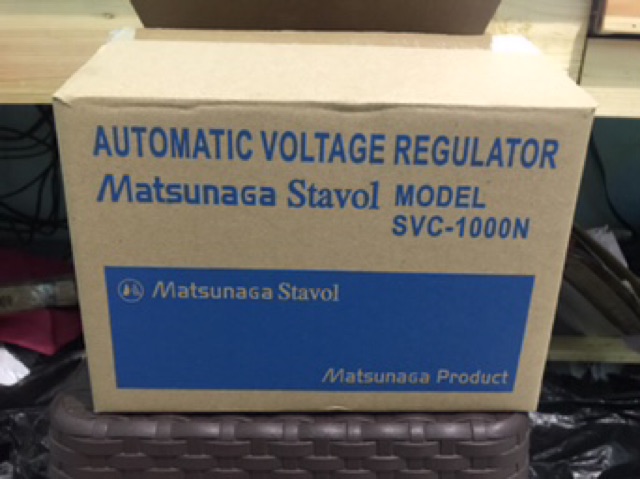 AUTOMATIC VOLTAGE REGULATOR
Matsunaga Stavol MODEL
SVC-1000N
Matsunaga Stavol
Matsunaga Product